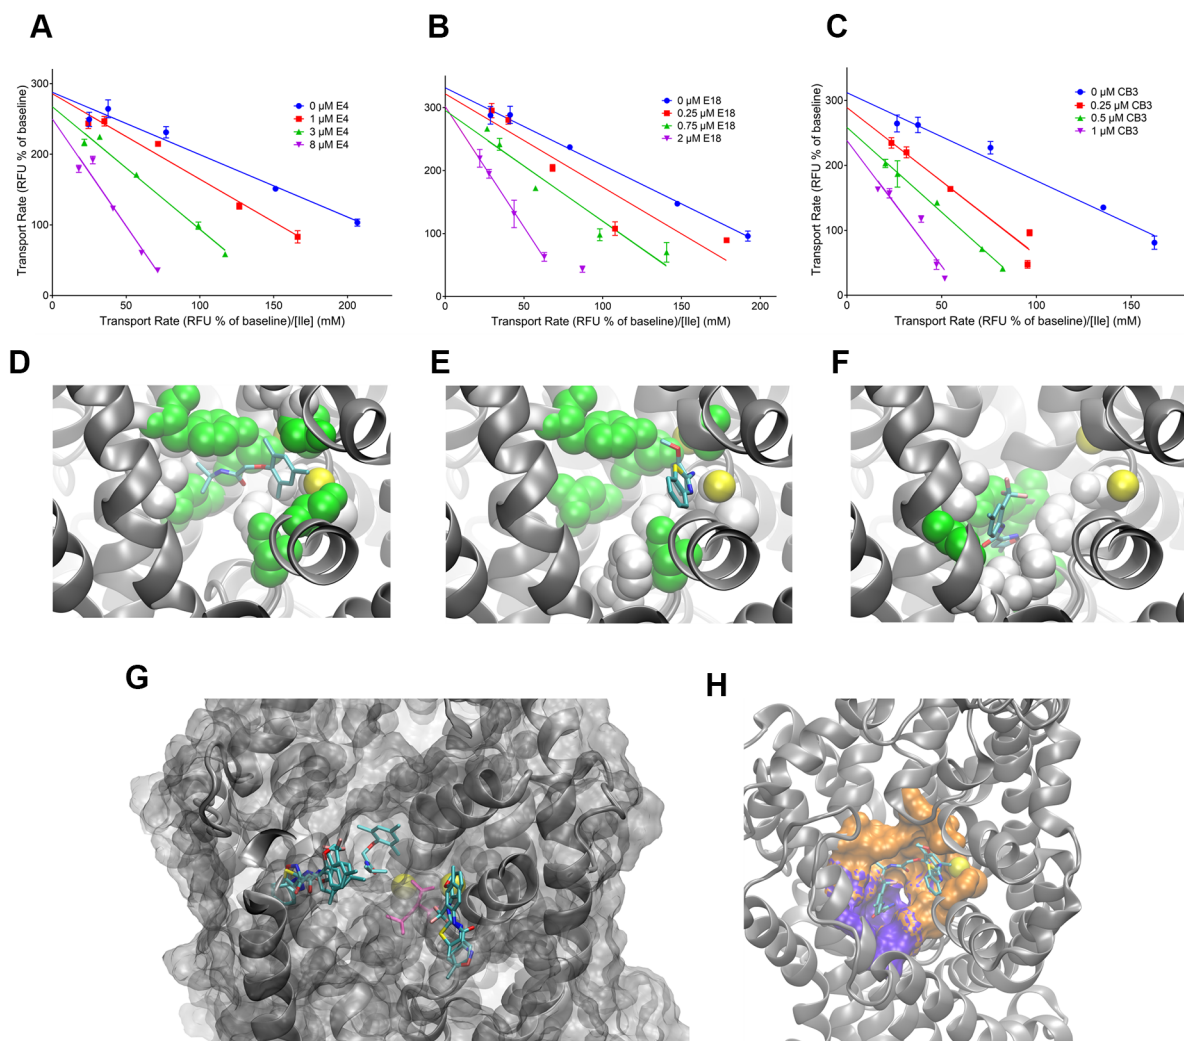 A
B
C
Transport Rate (RFU % of baseline)
300
200
100
0
0
50
100
150
200
Transport Rate (RFU % of baseline)/[Ile] (mM)
0 µM E4
1 µM E4
3 µM E4
8 µM E4
Transport Rate (RFU % of baseline)
300
200
100
0
0
50
100
150
200
Transport Rate (RFU % of baseline)/[Ile] (mM)
0 µM E18
0.25 µM E18
0.75 µM E18
2 µM E18
Transport Rate (RFU % of baseline)
300
200
100
0
0
50
100
150
Transport Rate (RFU % of baseline)/[Ile] (mM)
0 µM CB3
0.25 µM CB3
0.5 µM CB3
1 µM CB3
D
E
F
G
H